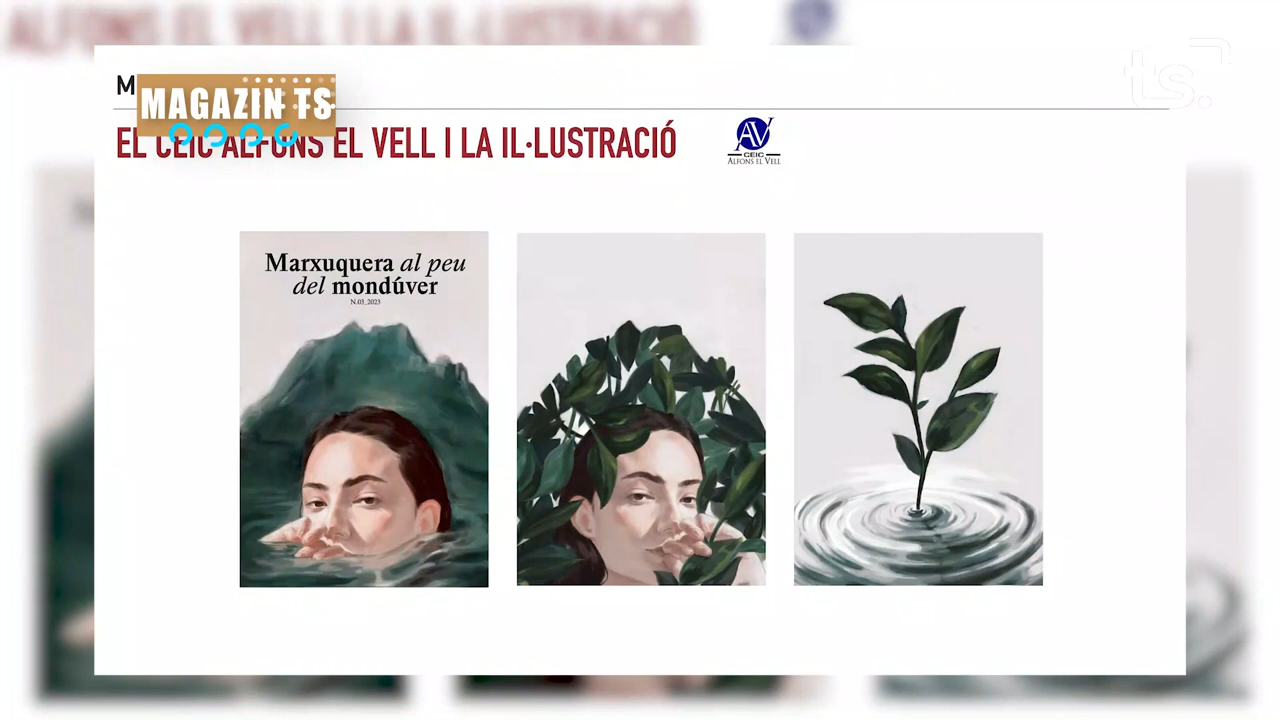 M
MAGAZIN TS
EL CEIC ALFONS EL VELL I LA IL·LUSTRACIÓ
AV
CEIC
ALFONS EL VELL
ts.
Marxuquera al peu
del mondúver
N.03_2023